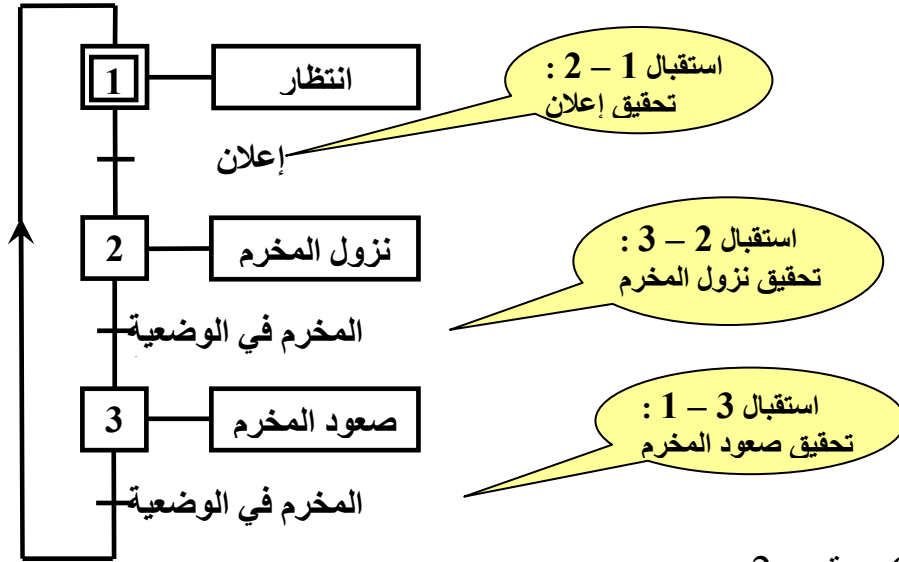 1
انتظار
استقبال 1 – 2 :
تحقيق إعلان
إعلان
2
نزول المخرم
استقبال 2 – 3 :
تحقيق نزول المخرم
المخرم في الوضعية
3
صعود المخرم
استقبال 3 – 1 :
تحقيق صعود المخرم
المخرم في الوضعية